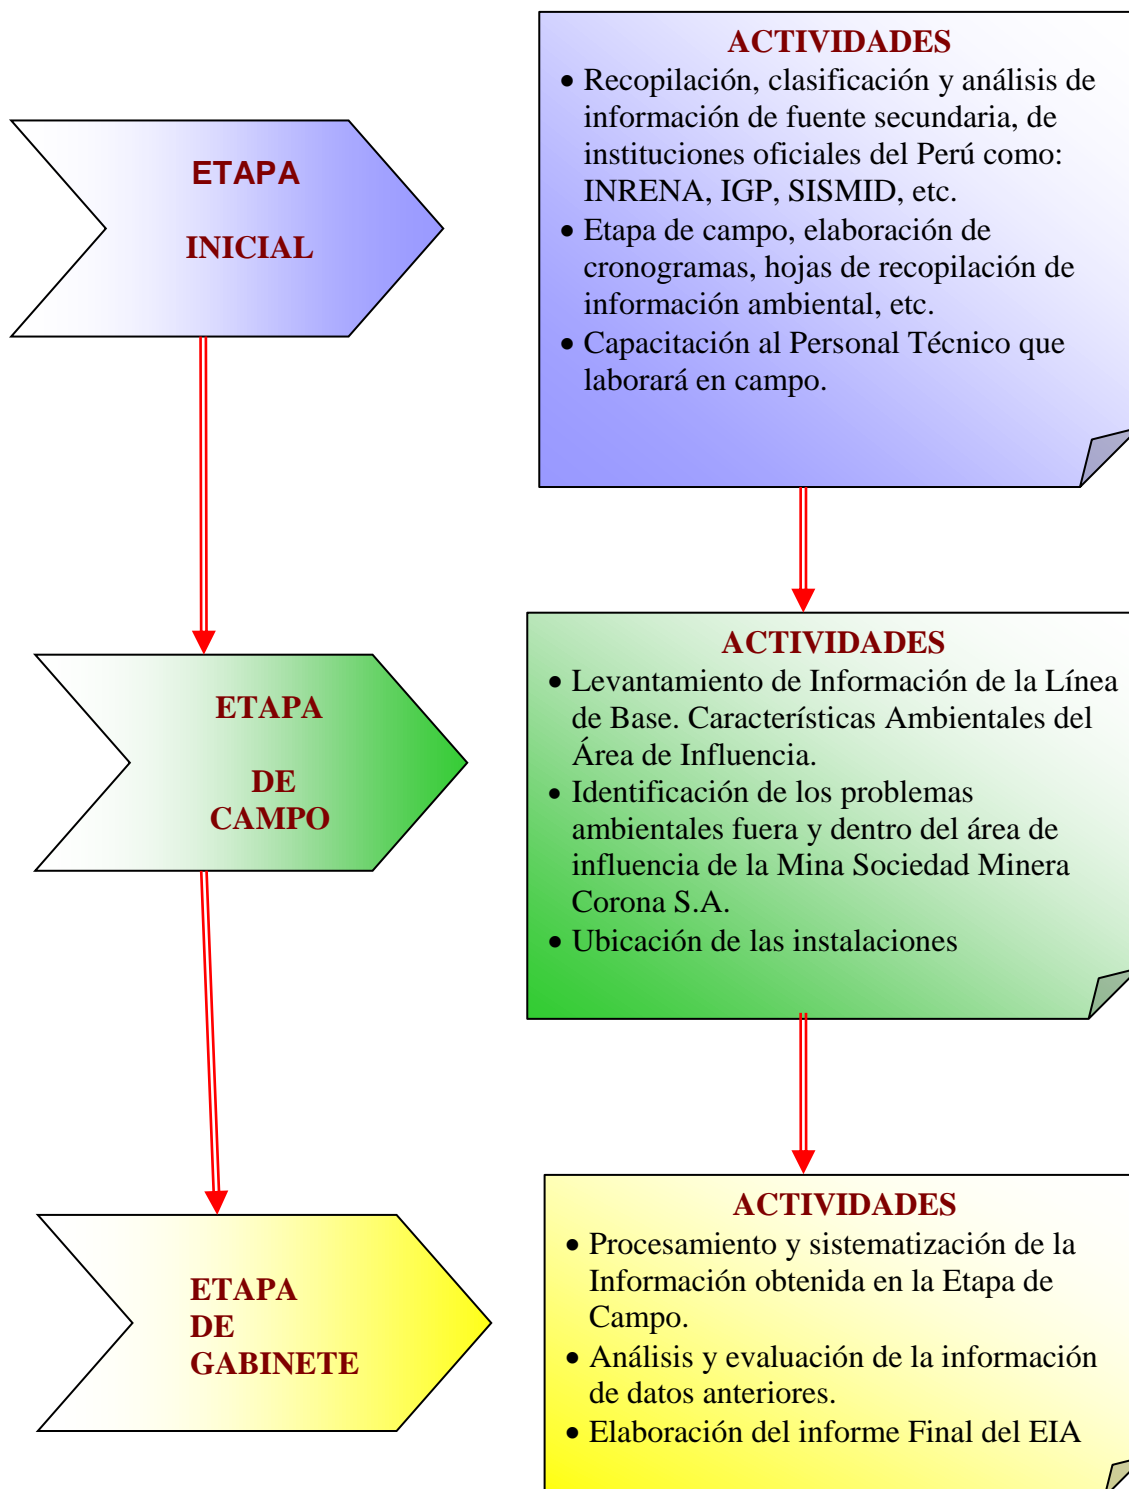 ETAPA
INICIAL
ACTIVIDADES
• Recopilación, clasificación y análisis de
información de fuente secundaria, de
instituciones oficiales del Perú como:
INRENA, IGP, SISMID, etc.
• Etapa de campo, elaboración de
cronogramas, hojas de recopilación de
información ambiental, etc.
• Capacitación al Personal Técnico que
laborará en campo.
ETAPA
DE
CAMPO
ACTIVIDADES
• Levantamiento de Información de la Línea
de Base. Características Ambientales del
Área de Influencia.
• Identificación de los problemas
ambientales fuera y dentro del área de
influencia de la Mina Sociedad Minera
Corona S.A.
• Ubicación de las instalaciones
ETAPA
DE
GABINETE
ACTIVIDADES
• Procesamiento y sistematización de la
Información obtenida en la Etapa de
Campo.
• Análisis y evaluación de la información
de datos anteriores.
• Elaboración del informe Final del EIA